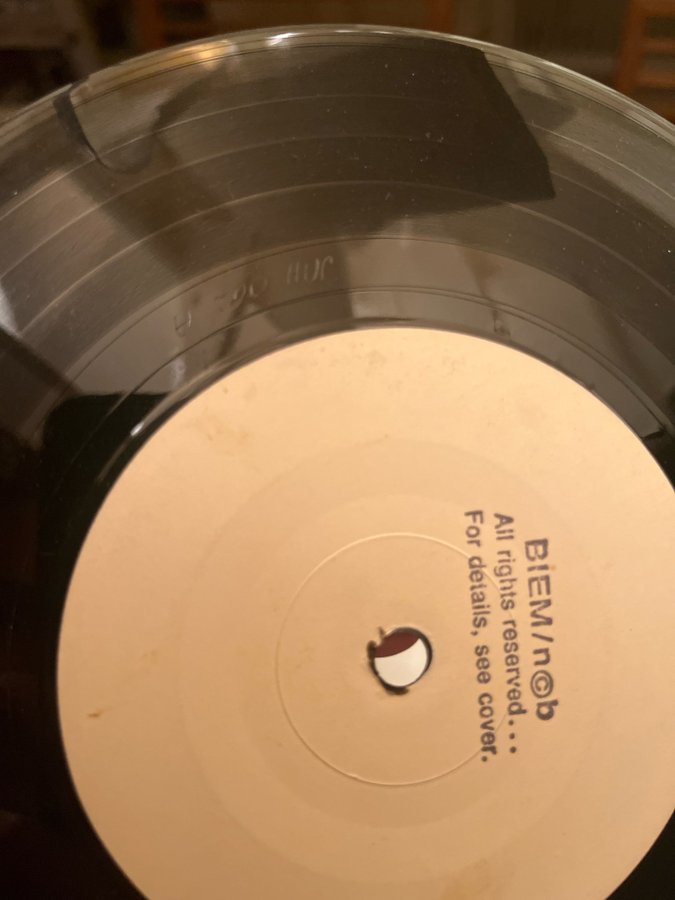 BIEM/n©b
All rights reserved...
For details, see cover.